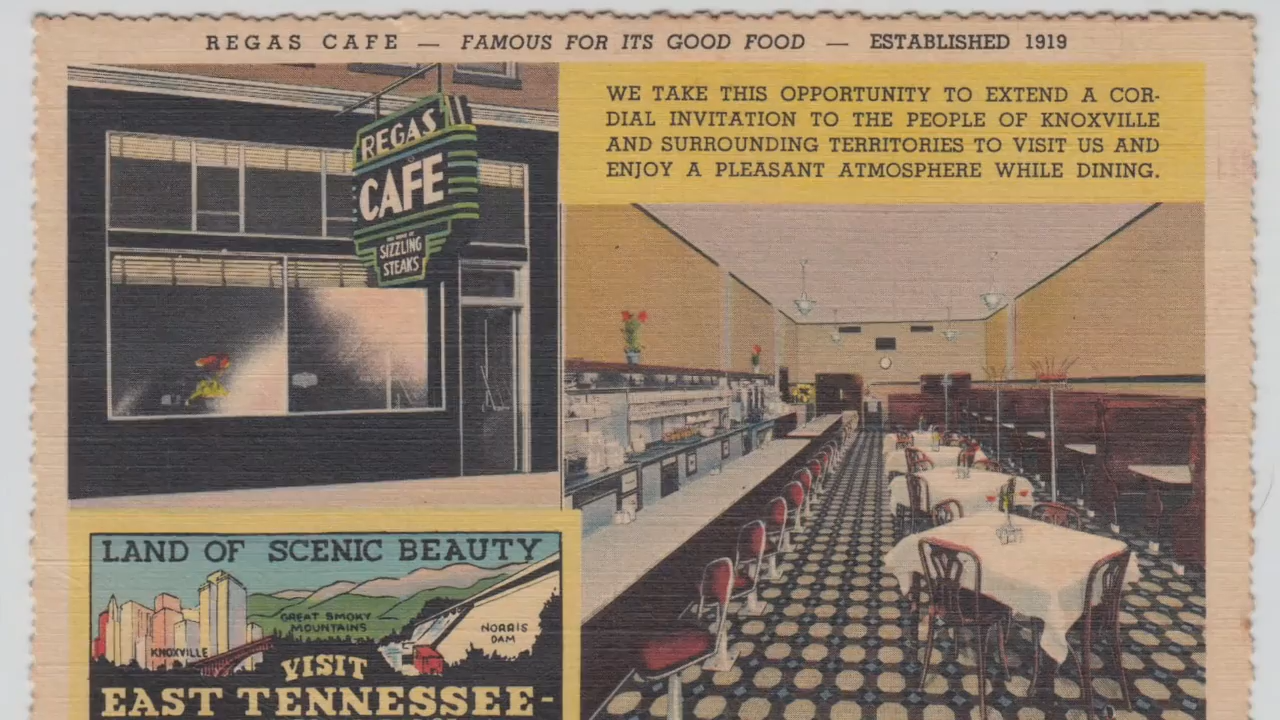 REGAS CAFE — FAMOUS FOR ITS GOOD FOOD — ESTABLISHED 1919
WE TAKE THIS OPPORTUNITY TO EXTEND A COR-
DIAL INVITATION TO THE PEOPLE OF KNOXVILLE
AND SURROUNDING TERRITORIES TO VISIT US AND
ENJOY A PLEASANT ATMOSPHERE WHILE DINING.
REGAS
CAFE
SIZZLING
STEAKS
LAND OF SCENIC BEAUTY
GREAT SMOKY
MOUNTAINS
NORRIS
DAM
KNOXVILLE
VISIT
EAST TENNESSEE-